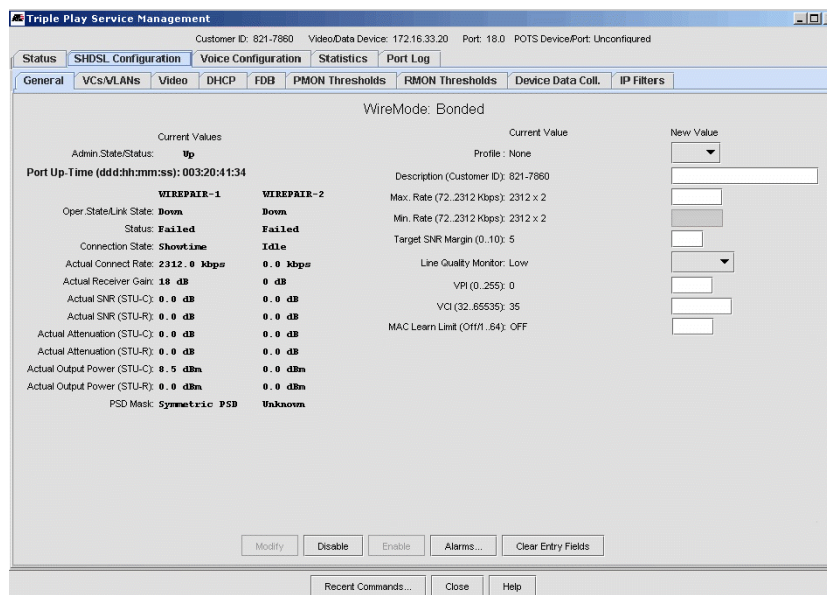 Triple Play Service Management
Customer ID: 821-7860 Video/Data Device: 172.16.33.20 Port: 18.0 POTS Device/Port: Unconfiqured
Status SHDSL Configuration Voice Configuration Statistics Port Log
General VCs/VLANs Video DHCP FDB PMON Thresholds RMON Thresholds Device Data Coll. IP Filters
WireMode: Bonded
Current Values
Admin.State/Status: Up
Port Up-Time (ddd:hh:mm:ss): 003:20:41:34
WIREPAIR-1 WIREPAIR-2
Oper.State/Link State: Down Down
Status: Failed Failed
Connection State: Showtime Idle
Actual Connect Rate: 2312.0 kbps 0.0 kbps
Actual Receiver Gain: 18 dB 0 dB
Actual SNR (STU-C): 0.0 dB 0.0 dB
Actual SNR (STU-R): 0.0 dB 0.0 dB
Actual Attenuation (STU-C): 0.0 dB 0.0 dB
Actual Attenuation (STU-R): 0.0 dB 0.0 dB
Actual Output Power (STU-C): 8.5 dBm 0.0 dBm
Actual Output Power (STU-R): 0.0 dBm 0.0 dBm
PSD Mask: Symmetric PSD Unknown
Current Value New Value
Profile : None
Description (Customer ID): 821-7860
Max. Rate (72..2312 Kbps): 2312 x 2
Min. Rate (72..2312 Kbps): 2312 x 2
Target SNR Margin (0..10): 5
Line Quality Monitor: Low
VPI (0..255): 0
VCI (32..65535): 35
MAC Learn Limit (Off/1..64): OFF
Modify Disable Enable Alarms... Clear Entry Fields
Recent Commands... Close Help